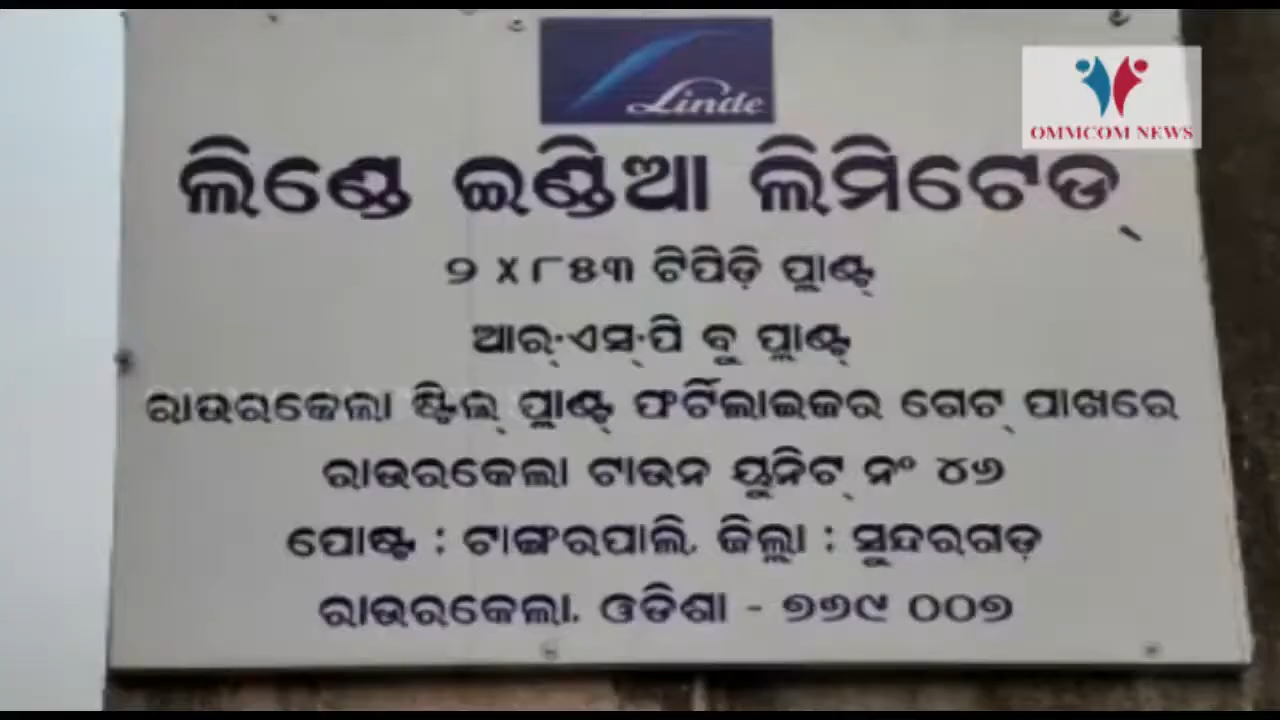 Linde
OMMCOM NEWS
ଲିଣ୍ଡେ ଇଣ୍ଡିଆ ଲିମିଟେଡ୍
୨ X ୮୫୩ ଟିପିଡ଼ି ପ୍ଲାଣ୍ଟ୍
ଆର୍·ଏସ୍·ପି ବୁ ପ୍ଲାଣ୍ଟ୍
ରାଉରକେଲା ଷ୍ଟିଲ୍ ପ୍ଲାଣ୍ଟ୍ ଫର୍ଟିଲାଇଜର ଗେଟ୍ ପାଖରେ
ରାଉରକେଲା ଟାଉନ ୟୁନିଟ୍ ନଂ ୪୬
ପୋଷ୍ଟ : ଟାଙ୍ଗରପାଲି, ଜିଲ୍ଲା : ସୁନ୍ଦରଗଡ଼
ରାଉରକେଲା, ଓଡିଶା - ୭୬୯ ୦୦୭